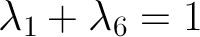 λ₁ + λ₆ = 1